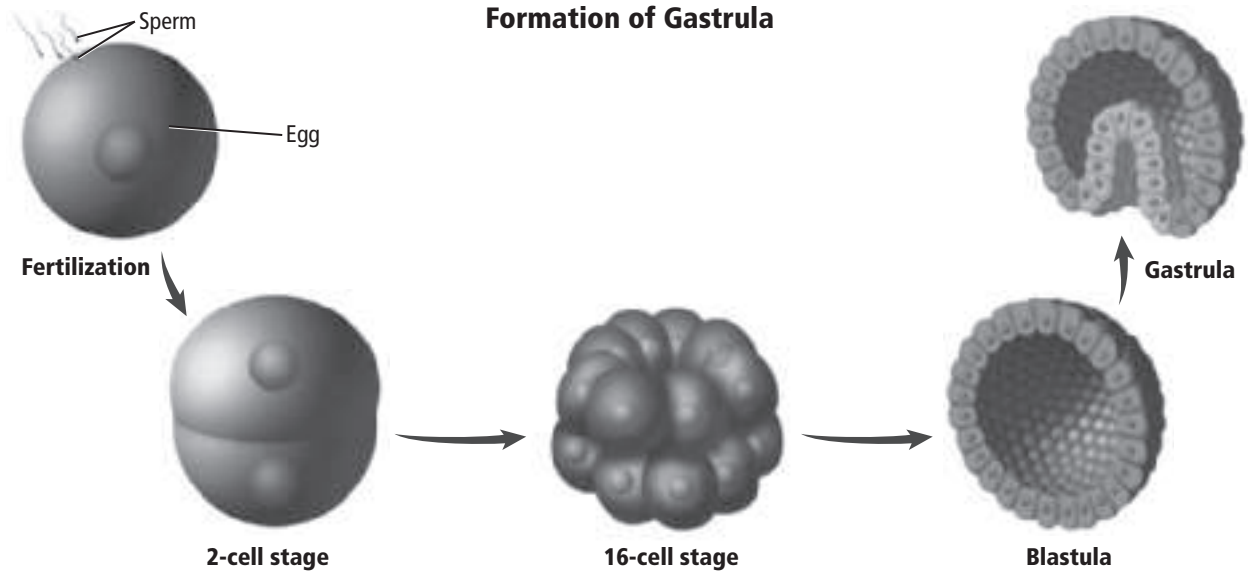 Formation of Gastrula
Sperm
Egg
Fertilization
Gastrula
2-cell stage
16-cell stage
Blastula